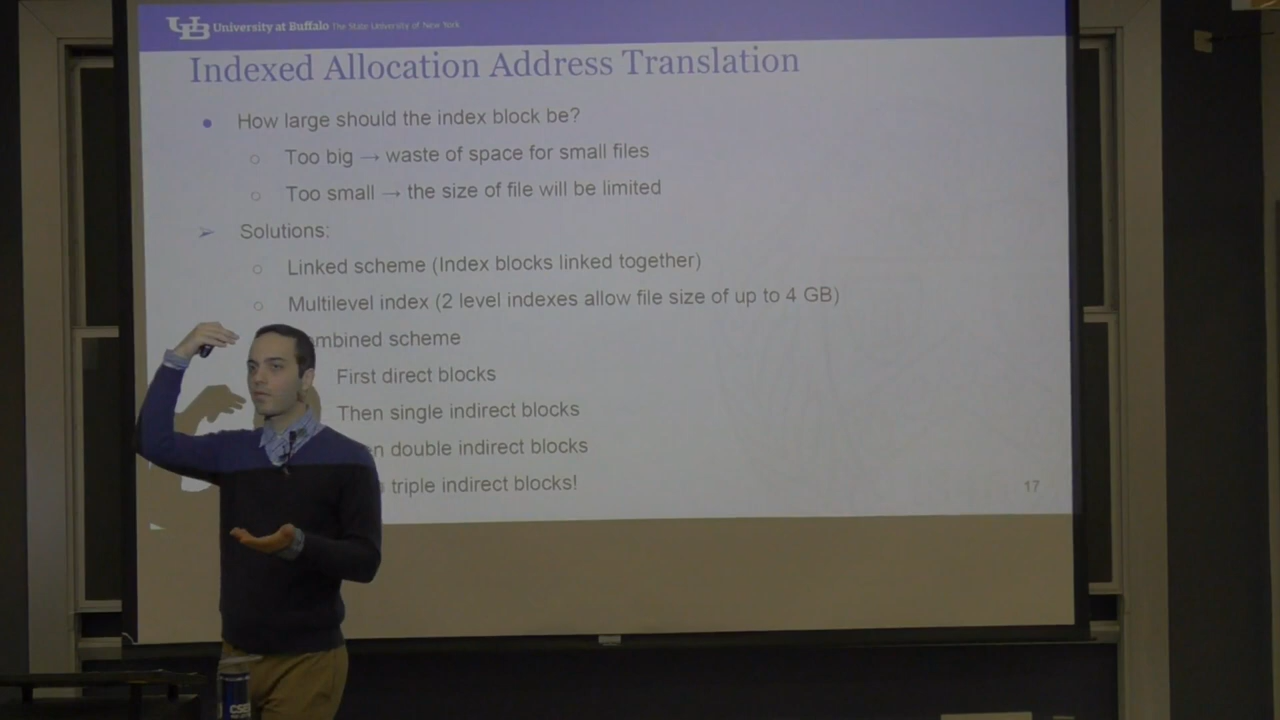 University at Buffalo The State University of New York
Indexed Allocation Address Translation
● How large should the index block be?
○ Too big → waste of space for small files
○ Too small → the size of file will be limited
➢ Solutions:
○ Linked scheme (Index blocks linked together)
○ Multilevel index (2 level indexes allow file size of up to 4 GB)
mbined scheme
First direct blocks
Then single indirect blocks
n double indirect blocks
triple indirect blocks!
17
CSE